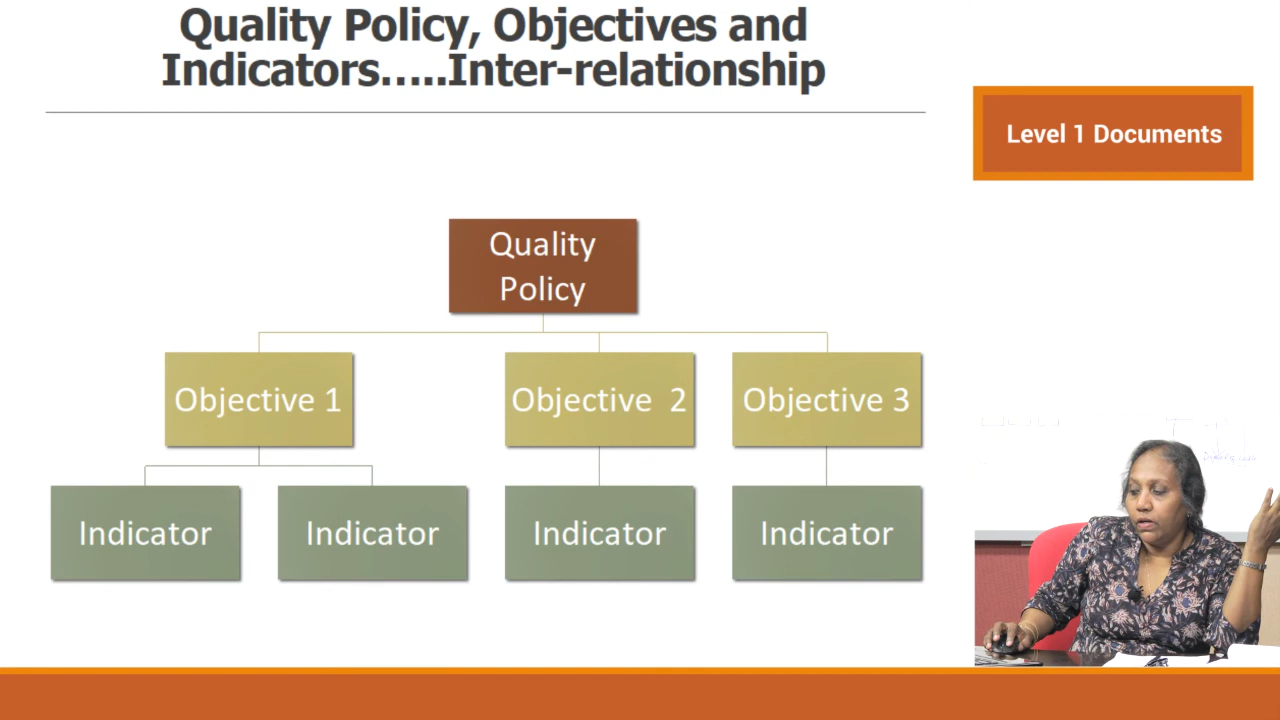 Quality Policy, Objectives and
Indicators…..Inter-relationship
Level 1 Documents
Quality
Policy
Objective 1
Objective  2
Objective 3
Indicator
Indicator
Indicator
Indicator